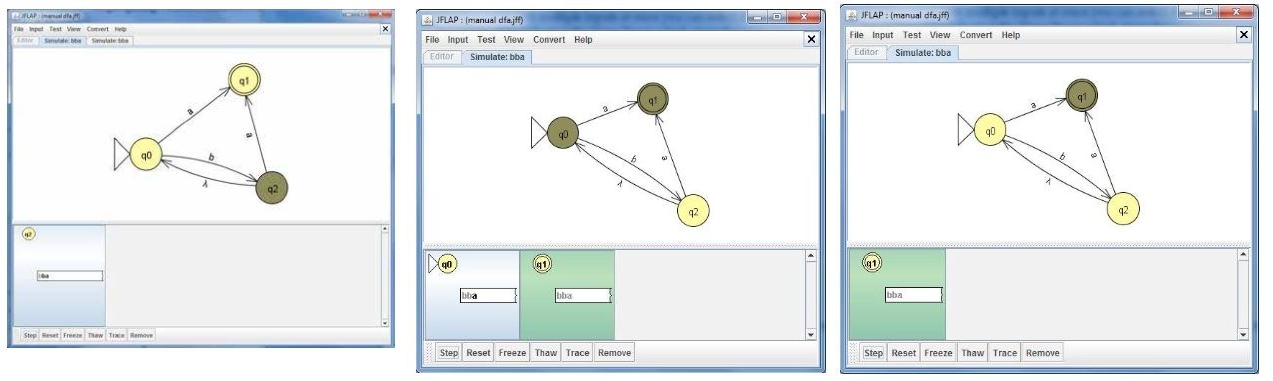 JFLAP : (manual dfa.jff)
File Input Test View Convert Help
Editor Simulate: bba Simulate: bba
q1
a
a
q0
b
λ
q2
q2
bba
Step Reset Freeze Thaw Trace Remove
JFLAP : (manual dfa.jff)
File Input Test View Convert Help
Editor Simulate: bba
q1
a
q0
a
b
λ
q2
q0 q1
bba bba
Step Reset Freeze Thaw Trace Remove
JFLAP : (manual dfa.jff)
File Input Test View Convert Help
Editor Simulate: bba
q1
a
q0
a
b
λ
q2
q1
bba
Step Reset Freeze Thaw Trace Remove